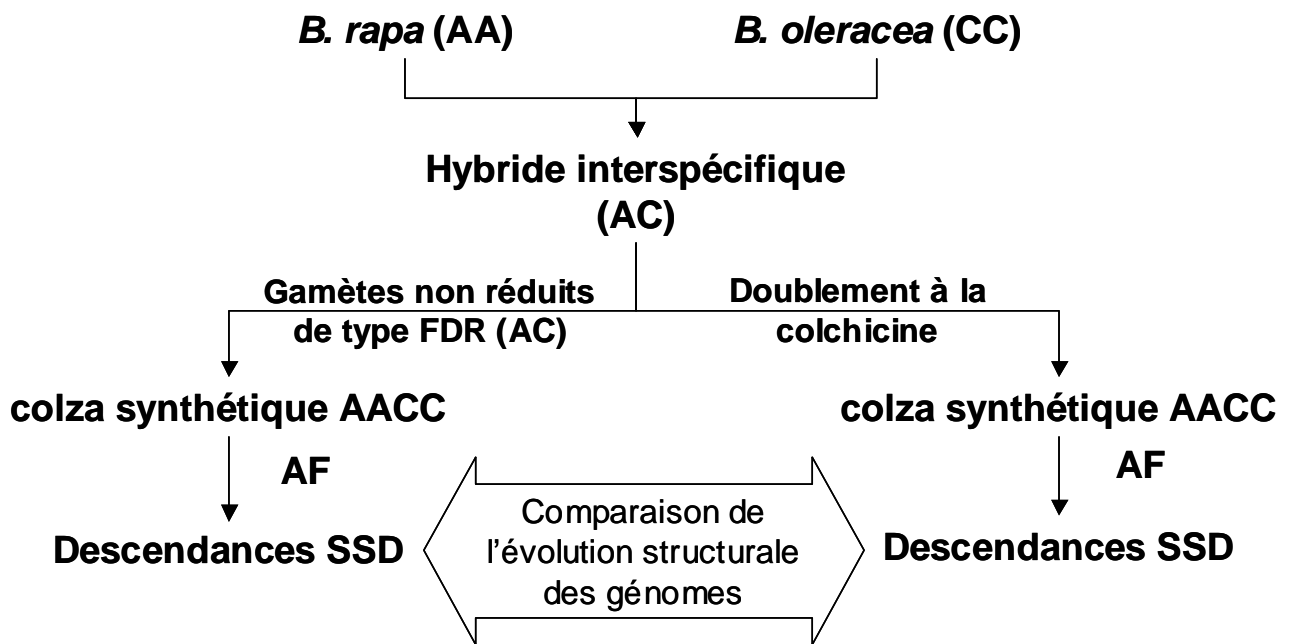 B. rapa (AA)
B. oleracea (CC)
Hybride interspécifique
(AC)
Gamètes non réduits
de type FDR (AC)
Doublement à la
colchicine
colza synthétique AACC
colza synthétique AACC
AF
AF
Descendances SSD
Comparaison de
l'évolution structurale
des génomes
Descendances SSD